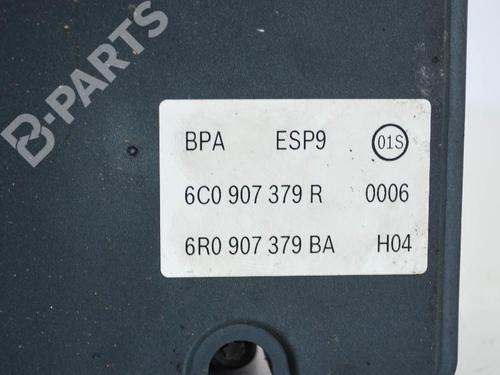 B-PARTS
BPA ESP9 01S
6C0 907 379 R 0006
6R0 907 379 BA H04